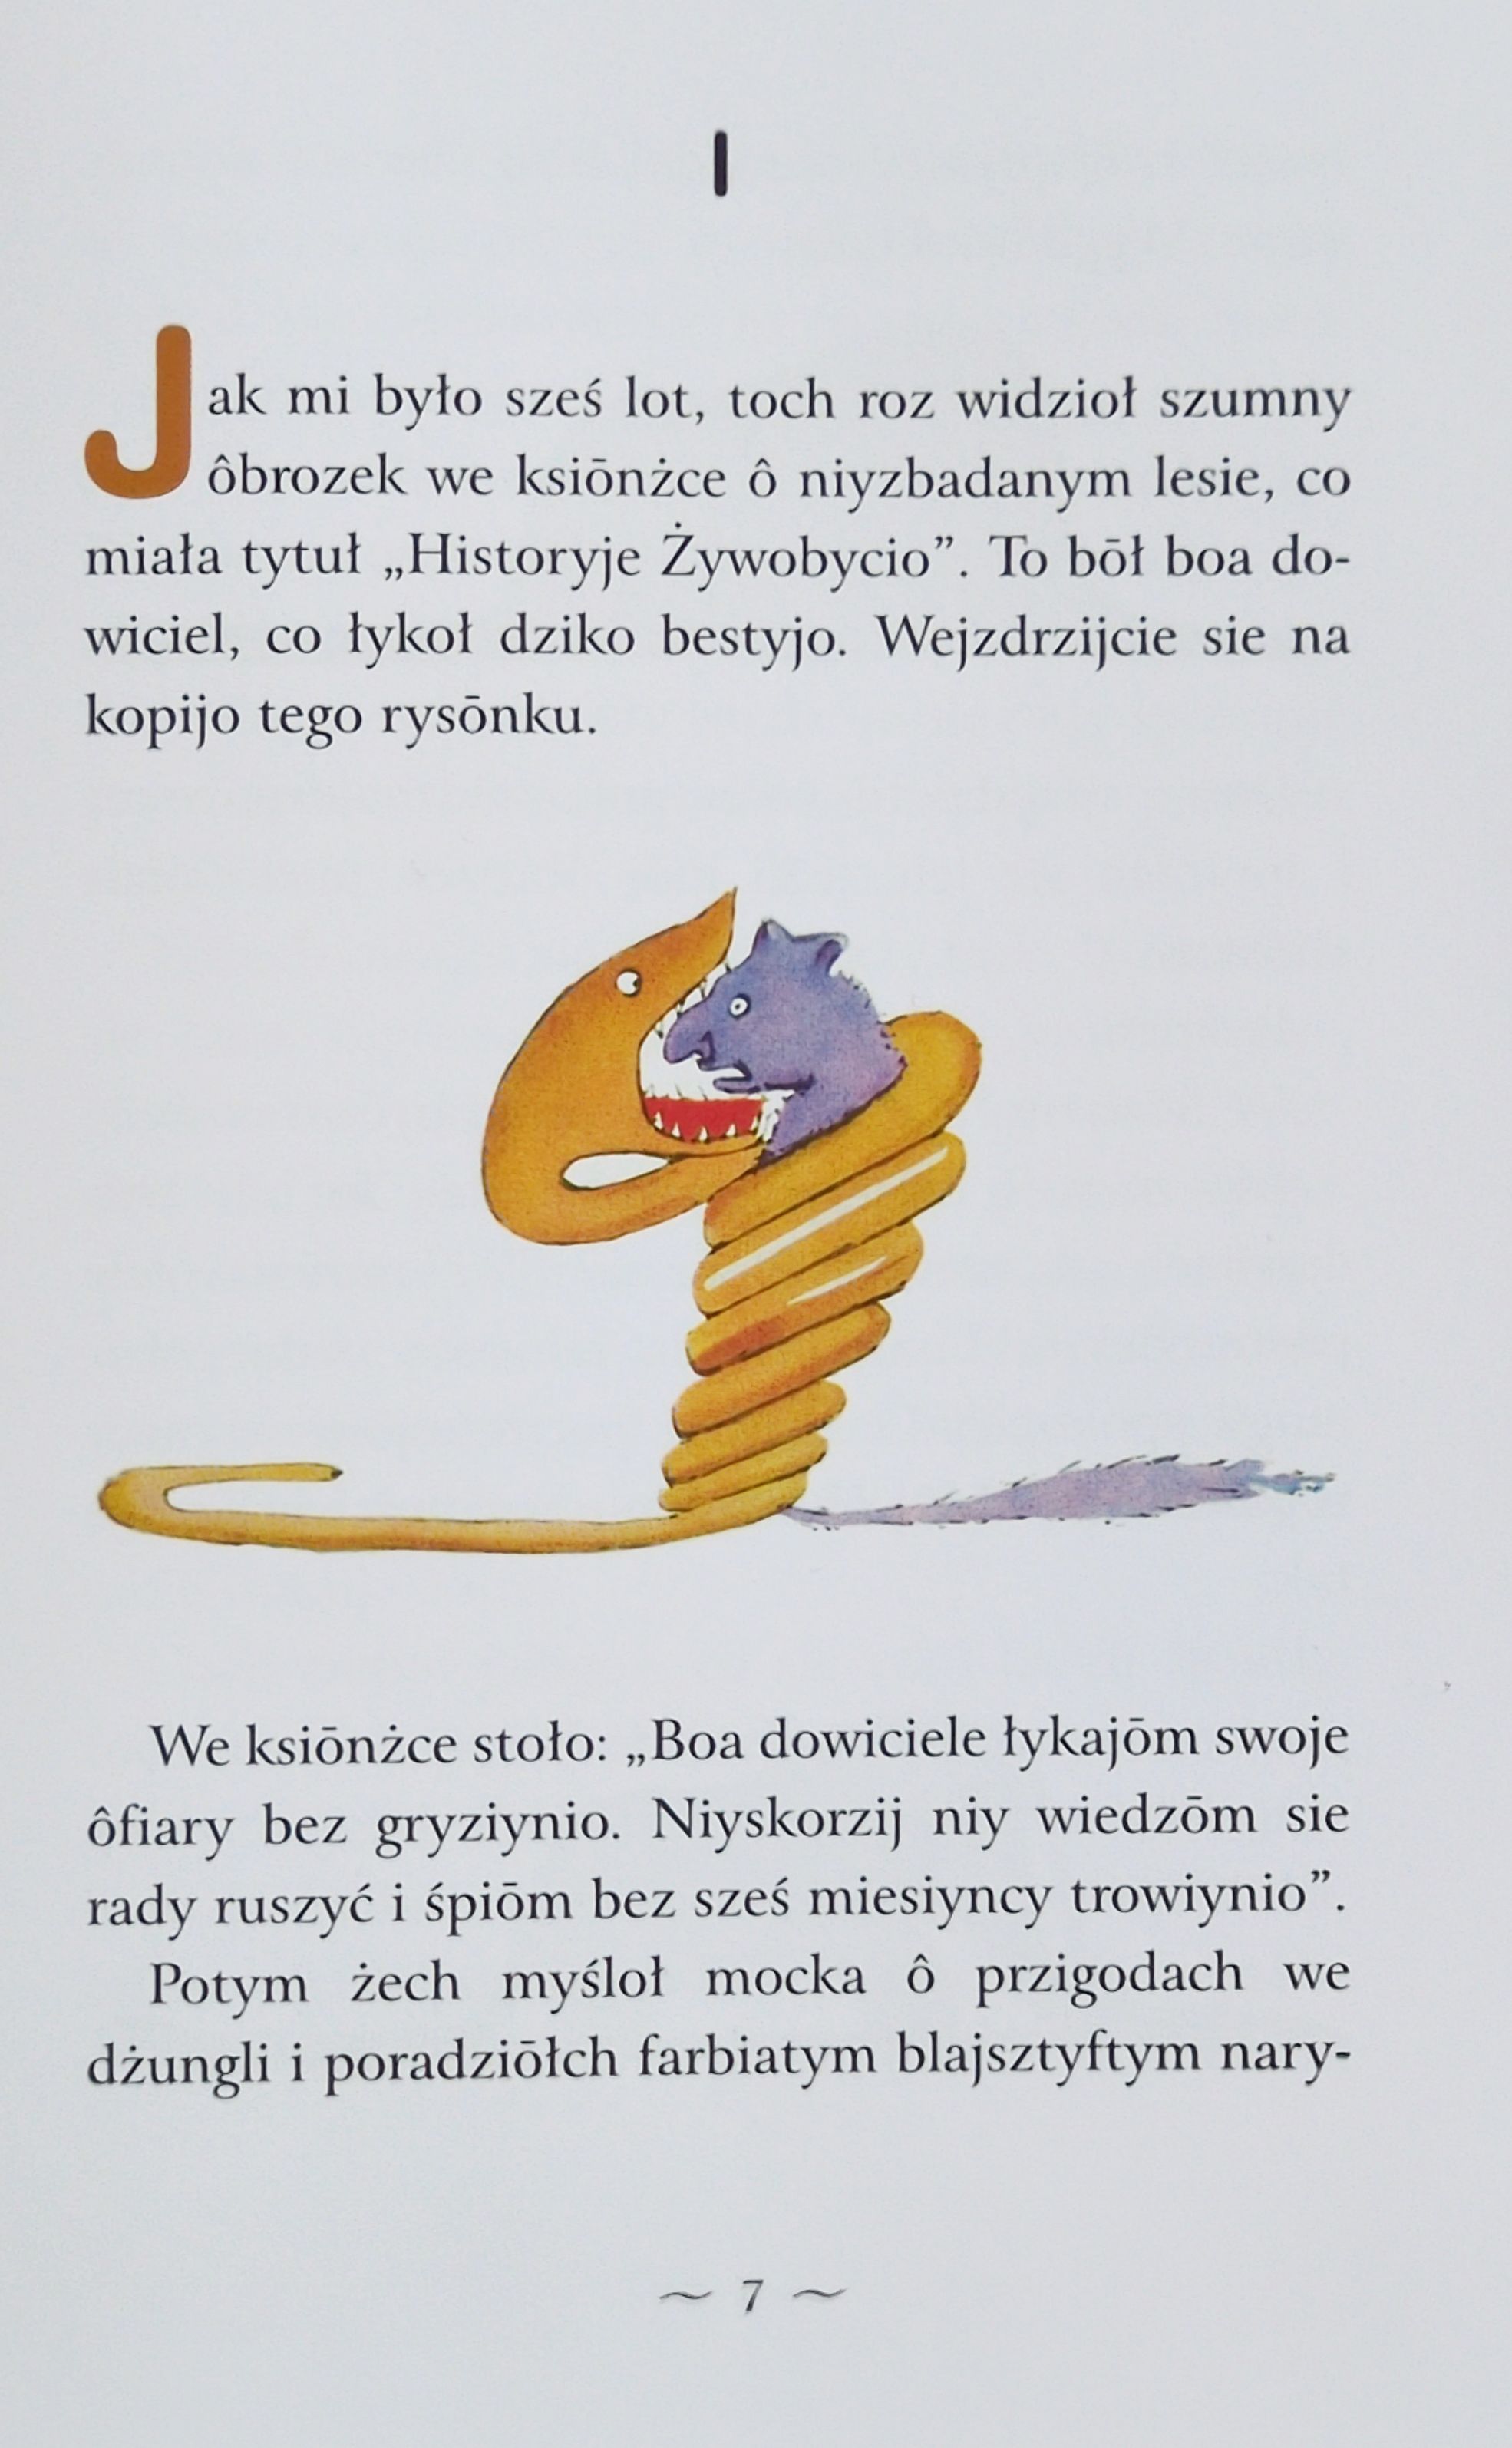 I
Jak mi było sześ lot, toch roz widzioł szumny
ôbrozek we ksiōnżce ô niyzbadanym lesie, co
miała tytuł „Historyje Żywobycio”. To bōł boa do-
wiciel, co łykoł dziko bestyjo. Wejzdrzijcie sie na
kopijo tego rysōnku.
We ksiōnżce stoło: „Boa dowiciele łykajōm swoje
ôfiary bez gryziynio. Niyskorzij niy wiedzōm sie
rady ruszyć i śpiōm bez sześ miesiyncy trowiynio”.
Potym żech myśloł mocka ô przigodach we
dżungli i poradziōłch farbiatym blajsztyftym nary-
~ 7 ~